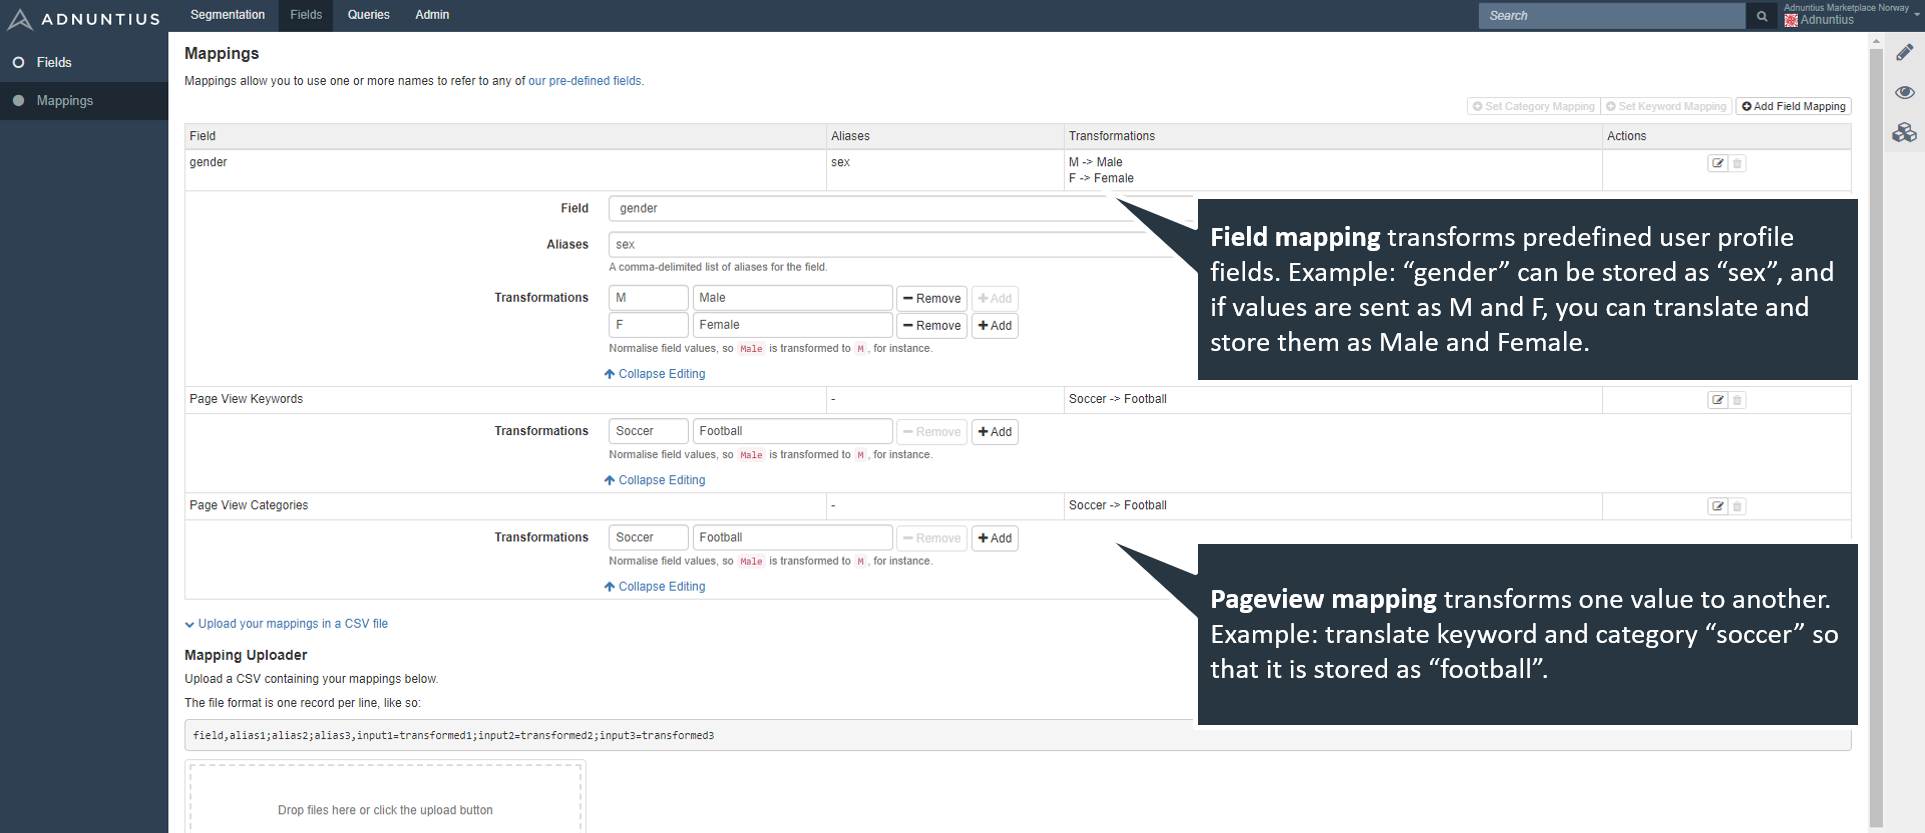 ADNUNTIUS
Segmentation Fields Queries Admin
Search
Adnuntius Marketplace Norway
Adnuntius
Fields
Mappings
Mappings
Mappings allow you to use one or more names to refer to any of our pre-defined fields.
Set Category Mapping Set Keyword Mapping Add Field Mapping
Field Aliases Transformations Actions
gender sex M -> Male
F -> Female
Field gender
Aliases sex
A comma-delimited list of aliases for the field.
Transformations M Male Remove Add
F Female Remove Add
Normalise field values, so Male is transformed to M, for instance.
Collapse Editing
Field mapping transforms predefined user profile
fields. Example: “gender” can be stored as “sex”, and
if values are sent as M and F, you can translate and
store them as Male and Female.
Page View Keywords - Soccer -> Football
Transformations Soccer Football Remove Add
Normalise field values, so Male is transformed to M, for instance.
Collapse Editing
Page View Categories - Soccer -> Football
Transformations Soccer Football Remove Add
Normalise field values, so Male is transformed to M, for instance.
Collapse Editing
Pageview mapping transforms one value to another.
Example: translate keyword and category “soccer” so
that it is stored as “football”.
Upload your mappings in a CSV file
Mapping Uploader
Upload a CSV containing your mappings below.
The file format is one record per line, like so:
field,alias1;alias2;alias3,input1=transformed1;input2=transformed2;input3=transformed3
Drop files here or click the upload button